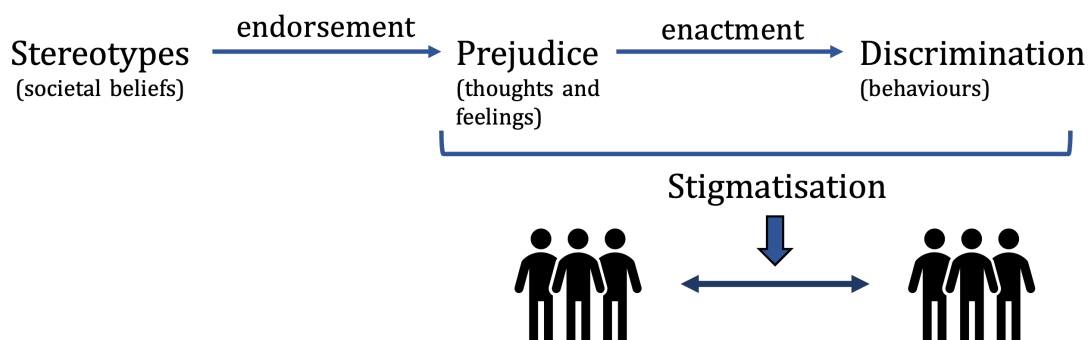 endorsement
enactment
Stereotypes
Prejudice
Discrimination
(societal beliefs)
(thoughts and
feelings)
(behaviours)
Stigmatisation